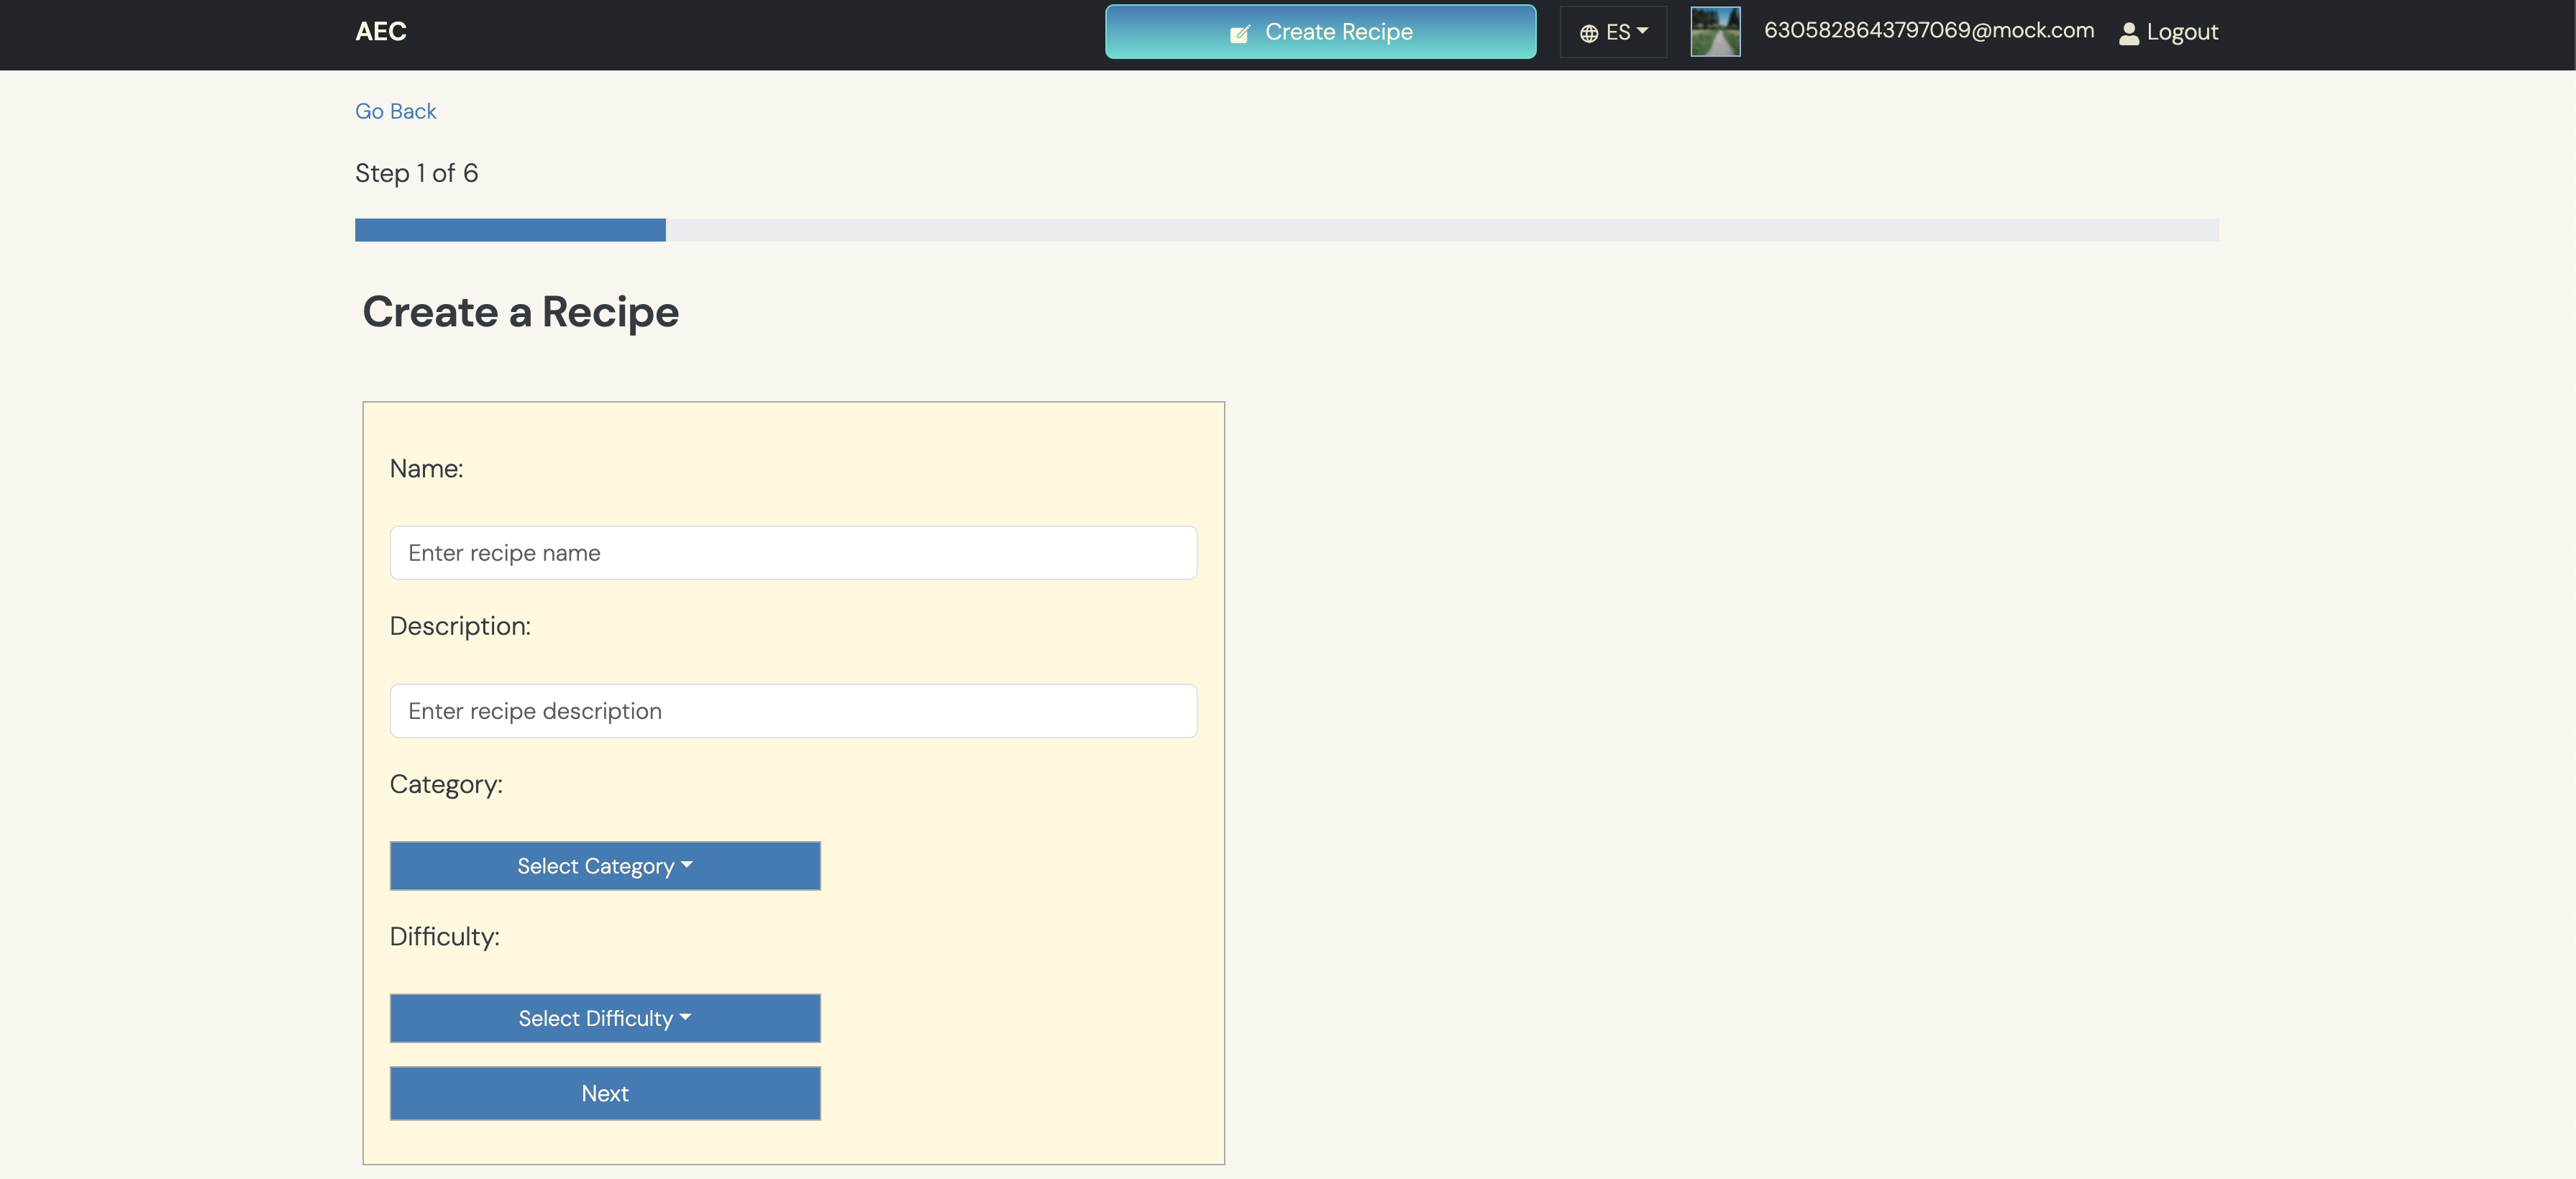 AEC
Create Recipe
ES
6305828643797069@mock.com
Logout
Go Back
Step 1 of 6
Create a Recipe
Name:
Enter recipe name
Description:
Enter recipe description
Category:
Select Category
Difficulty:
Select Difficulty
Next